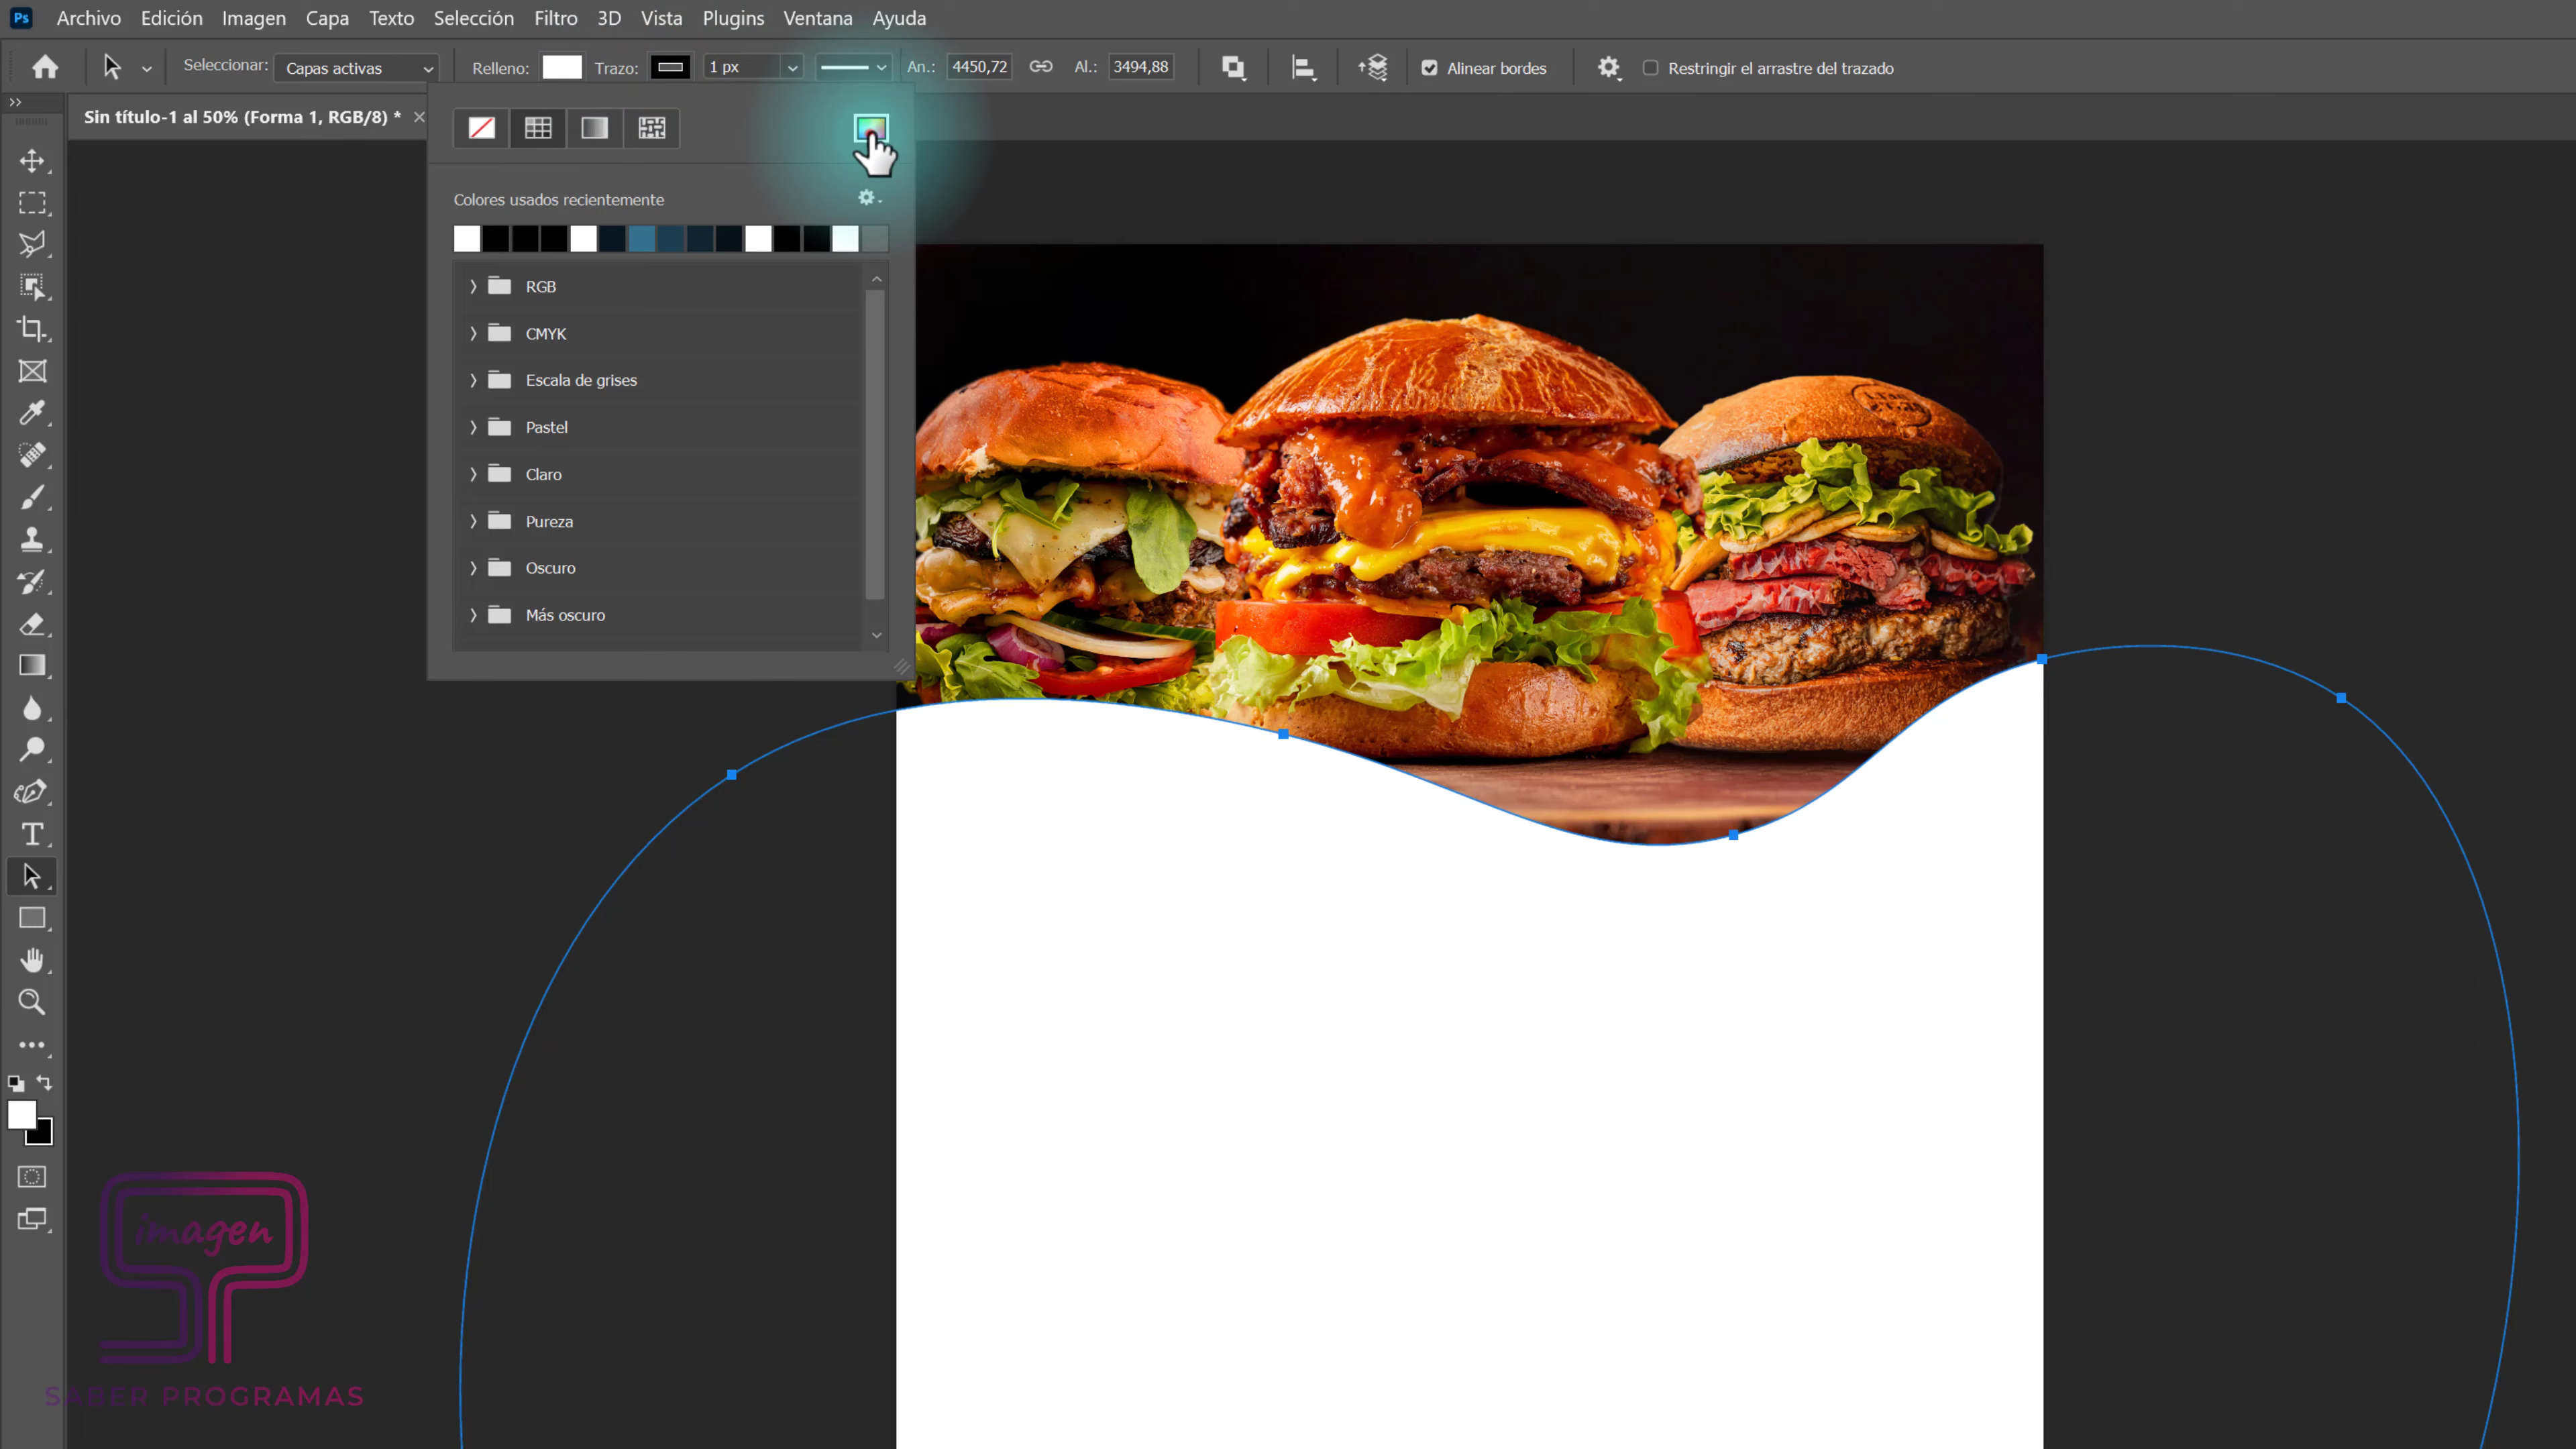 Ps Archivo Edición Imagen Capa Texto Selección Filtro 3D Vista Plugins Ventana Ayuda
Seleccionar: Capas activas Relleno: Trazo: 1 px An.: 4450,72 Al.: 3494,88 Alinear bordes Restringir el arrastre del trazado
Sin título-1 al 50% (Forma 1, RGB/8) *
Colores usados recientemente
RGB
CMYK
Escala de grises
Pastel
Claro
Pureza
Oscuro
Más oscuro
imagen
SABER PROGRAMAS